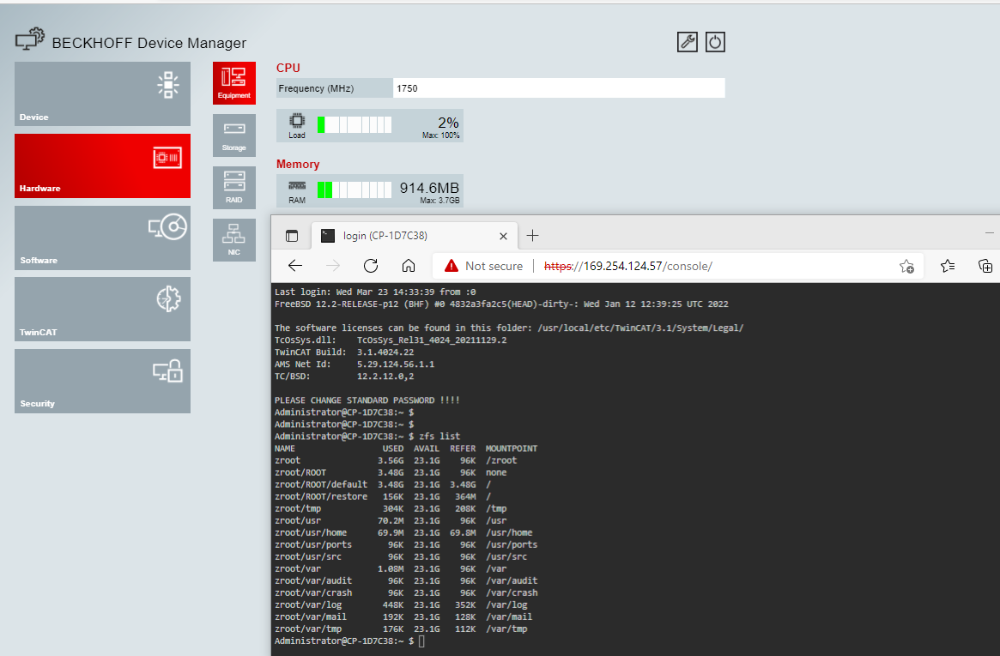 BECKHOFF Device Manager
Device
Hardware
Software
TwinCAT
Security
Equipment
Storage
RAID
NIC
CPU
Frequency (MHz) 1750
Load 2%
Max: 100%
Memory
RAM 914.6MB
Max: 3.7GB
login (CP-1D7C38)
Not secure https://169.254.124.57/console/
Last login: Wed Mar 23 14:33:39 from :0
FreeBSD 12.2-RELEASE-p12 (BHF) #0 4832a3fa2c5(HEAD)-dirty-: Wed Jan 12 12:39:25 UTC 2022
The software licenses can be found in this folder: /usr/local/etc/TwinCAT/3.1/System/Legal/
TcOsSys.dll: TcOsSys_Rel31_4024_20211129.2
TwinCAT Build: 3.1.4024.22
AMS Net Id: 5.29.124.56.1.1
TC/BSD: 12.2.12.0,2
PLEASE CHANGE STANDARD PASSWORD !!!!
Administrator@CP-1D7C38:~ $
Administrator@CP-1D7C38:~ $
Administrator@CP-1D7C38:~ $ zfs list
NAME USED AVAIL REFER MOUNTPOINT
zroot 3.56G 23.1G 96K /zroot
zroot/ROOT 3.48G 23.1G 96K none
zroot/ROOT/default 3.48G 23.1G 3.48G /
zroot/ROOT/restore 156K 23.1G 364M /
zroot/tmp 304K 23.1G 208K /tmp
zroot/usr 70.2M 23.1G 96K /usr
zroot/usr/home 69.9M 23.1G 69.8M /usr/home
zroot/usr/ports 96K 23.1G 96K /usr/ports
zroot/usr/src 96K 23.1G 96K /usr/src
zroot/var 1.08M 23.1G 96K /var
zroot/var/audit 96K 23.1G 96K /var/audit
zroot/var/crash 96K 23.1G 96K /var/crash
zroot/var/log 448K 23.1G 352K /var/log
zroot/var/mail 192K 23.1G 128K /var/mail
zroot/var/tmp 176K 23.1G 112K /var/tmp
Administrator@CP-1D7C38:~ $